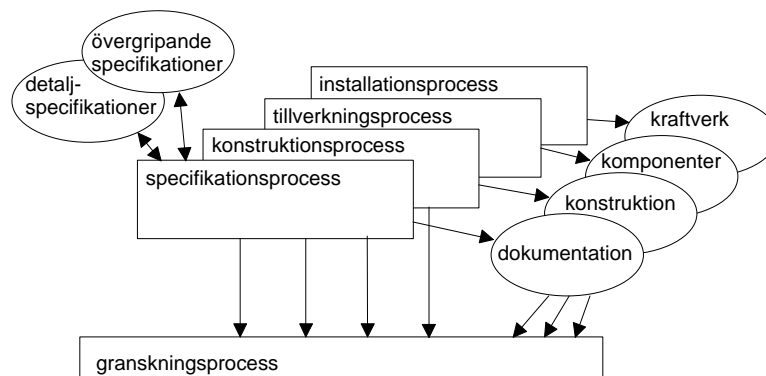 övergripande
specifikationer
detalj-
specifikationer
installationsprocess
tillverkningsprocess
konstruktionsprocess
specifikationsprocess
kraftverk
komponenter
konstruktion
dokumentation
granskningsprocess